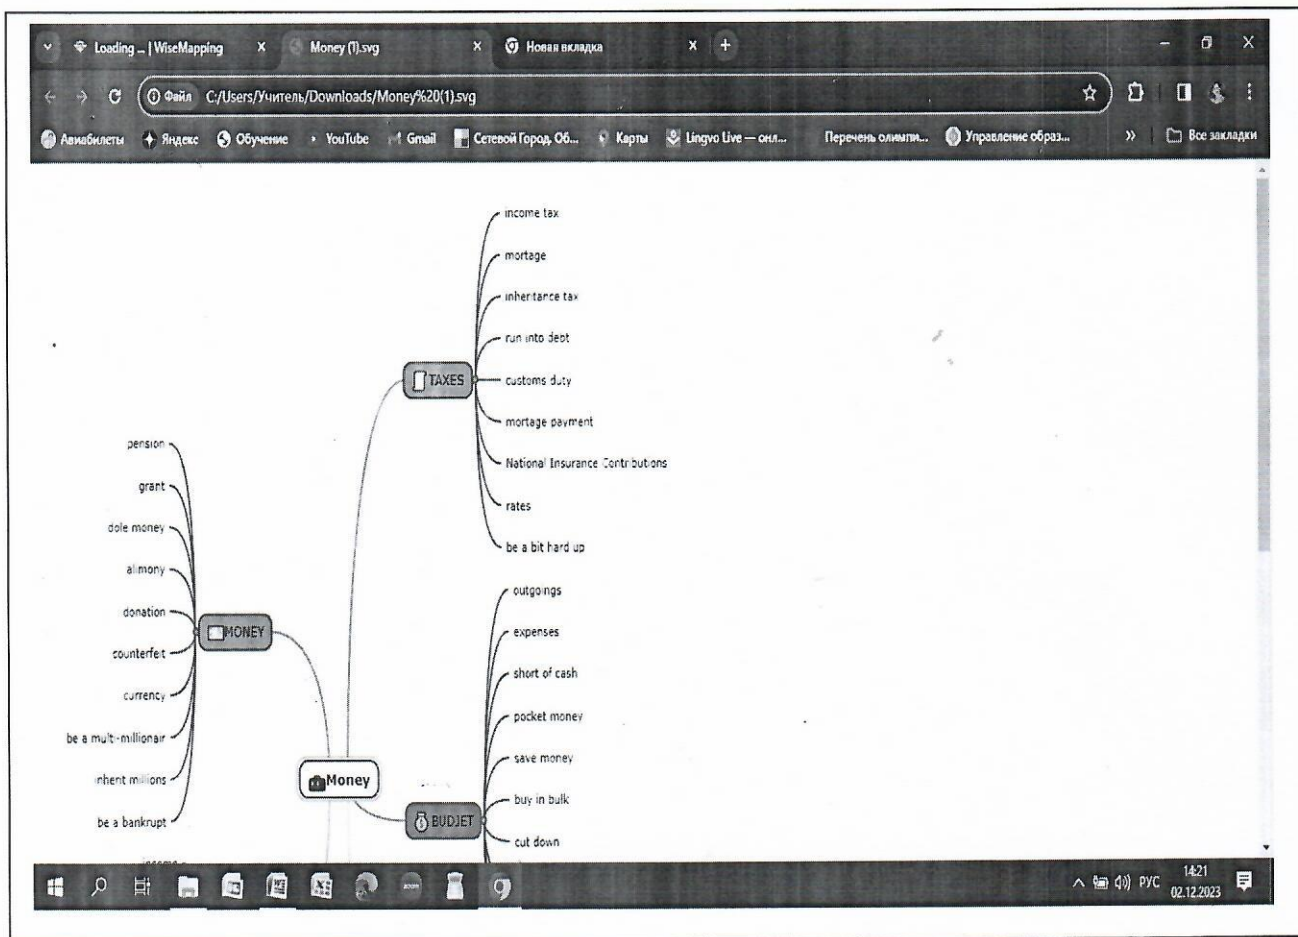 Loading ... | WiseMapping X
Money (1).svg X
Новая вкладка X +
Файл C:/Users/Учитель/Downloads/Money%20(1).svg
Авиабилеты Яндекс Обучение YouTube Gmail Сетевой Город. Об... Карты Lingvo Live — онл... Перечень олимпи... Управление образ... » Все закладки
income tax
mortage
inheritance tax
run into debt
TAXES
customs duty
mortage payment
National Insurance Contributions
rates
be a bit hard up
pension
grant
dole money
alimony
donation
MONEY
counterfeit
currency
be a multi-millionair
inherit millions
be a bankrupt
income
Money
outgoings
expenses
short of cash
pocket money
save money
buy in bulk
BUDJET
cut down
zoom
РУС
14:21
02.12.2023